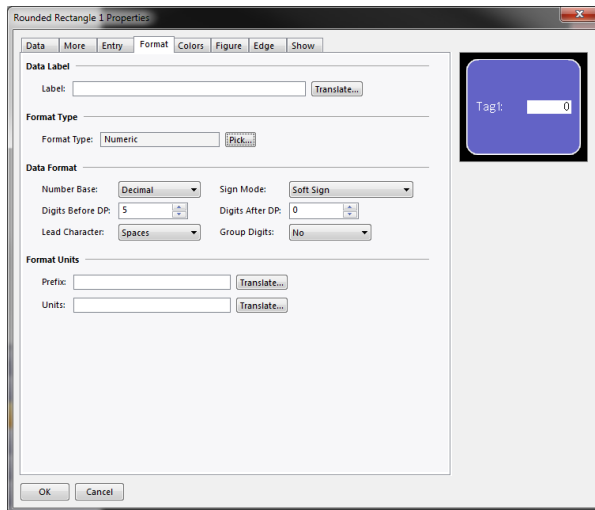 Rounded Rectangle 1 Properties
Data More Entry Format Colors Figure Edge Show
Data Label
Label: Translate...
Format Type
Format Type: Numeric Pick...
Data Format
Number Base: Decimal Sign Mode: Soft Sign
Digits Before DP: 5 Digits After DP: 0
Lead Character: Spaces Group Digits: No
Format Units
Prefix: Translate...
Units: Translate...
OK Cancel
Tag1: 0